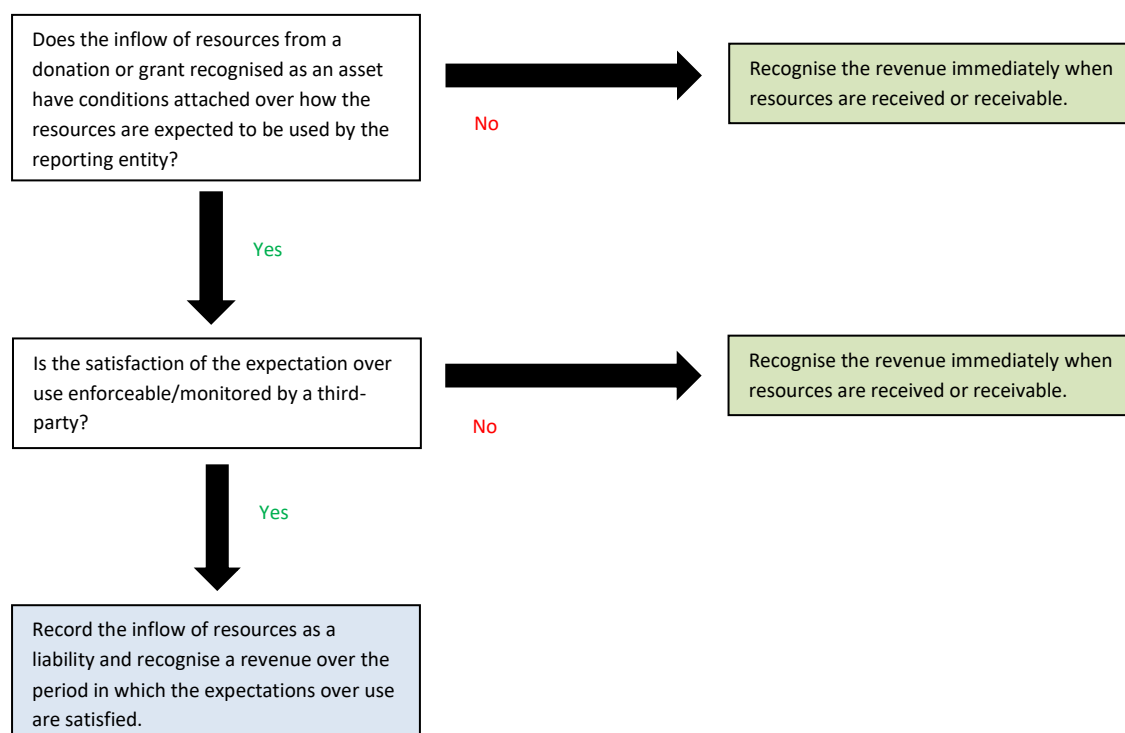 Does the inflow of resources from a
donation or grant recognised as an asset
have conditions attached over how the
resources are expected to be used by the
reporting entity?
No
Recognise the revenue immediately when
resources are received or receivable.
Yes
Is the satisfaction of the expectation over
use enforceable/monitored by a third-
party?
No
Recognise the revenue immediately when
resources are received or receivable.
Yes
Record the inflow of resources as a
liability and recognise a revenue over the
period in which the expectations over use
are satisfied.